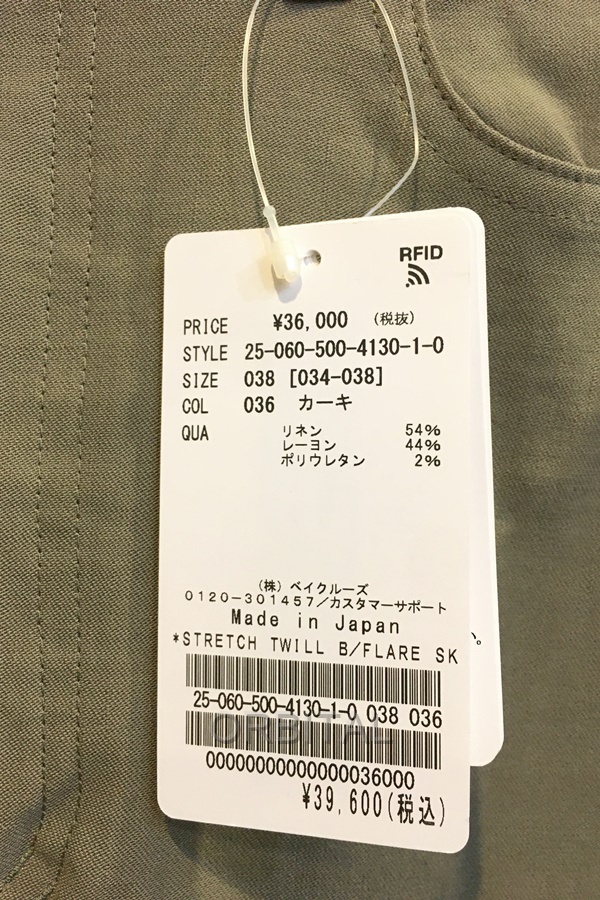 RFID
PRICE ¥36,000 (税抜)
STYLE 25-060-500-4130-1-0
SIZE 038 [034-038]
COL 036 カーキ
QUA リネン 54%
レーヨン 44%
ポリウレタン 2%
(株) ベイクルーズ
0120-301457/カスタマーサポート
Made in Japan
*STRETCH TWILL B/FLARE SK
25-060-500-4130-1-0 038 036
ORBITAL
00000000000000036000
¥39,600(税込)
い。